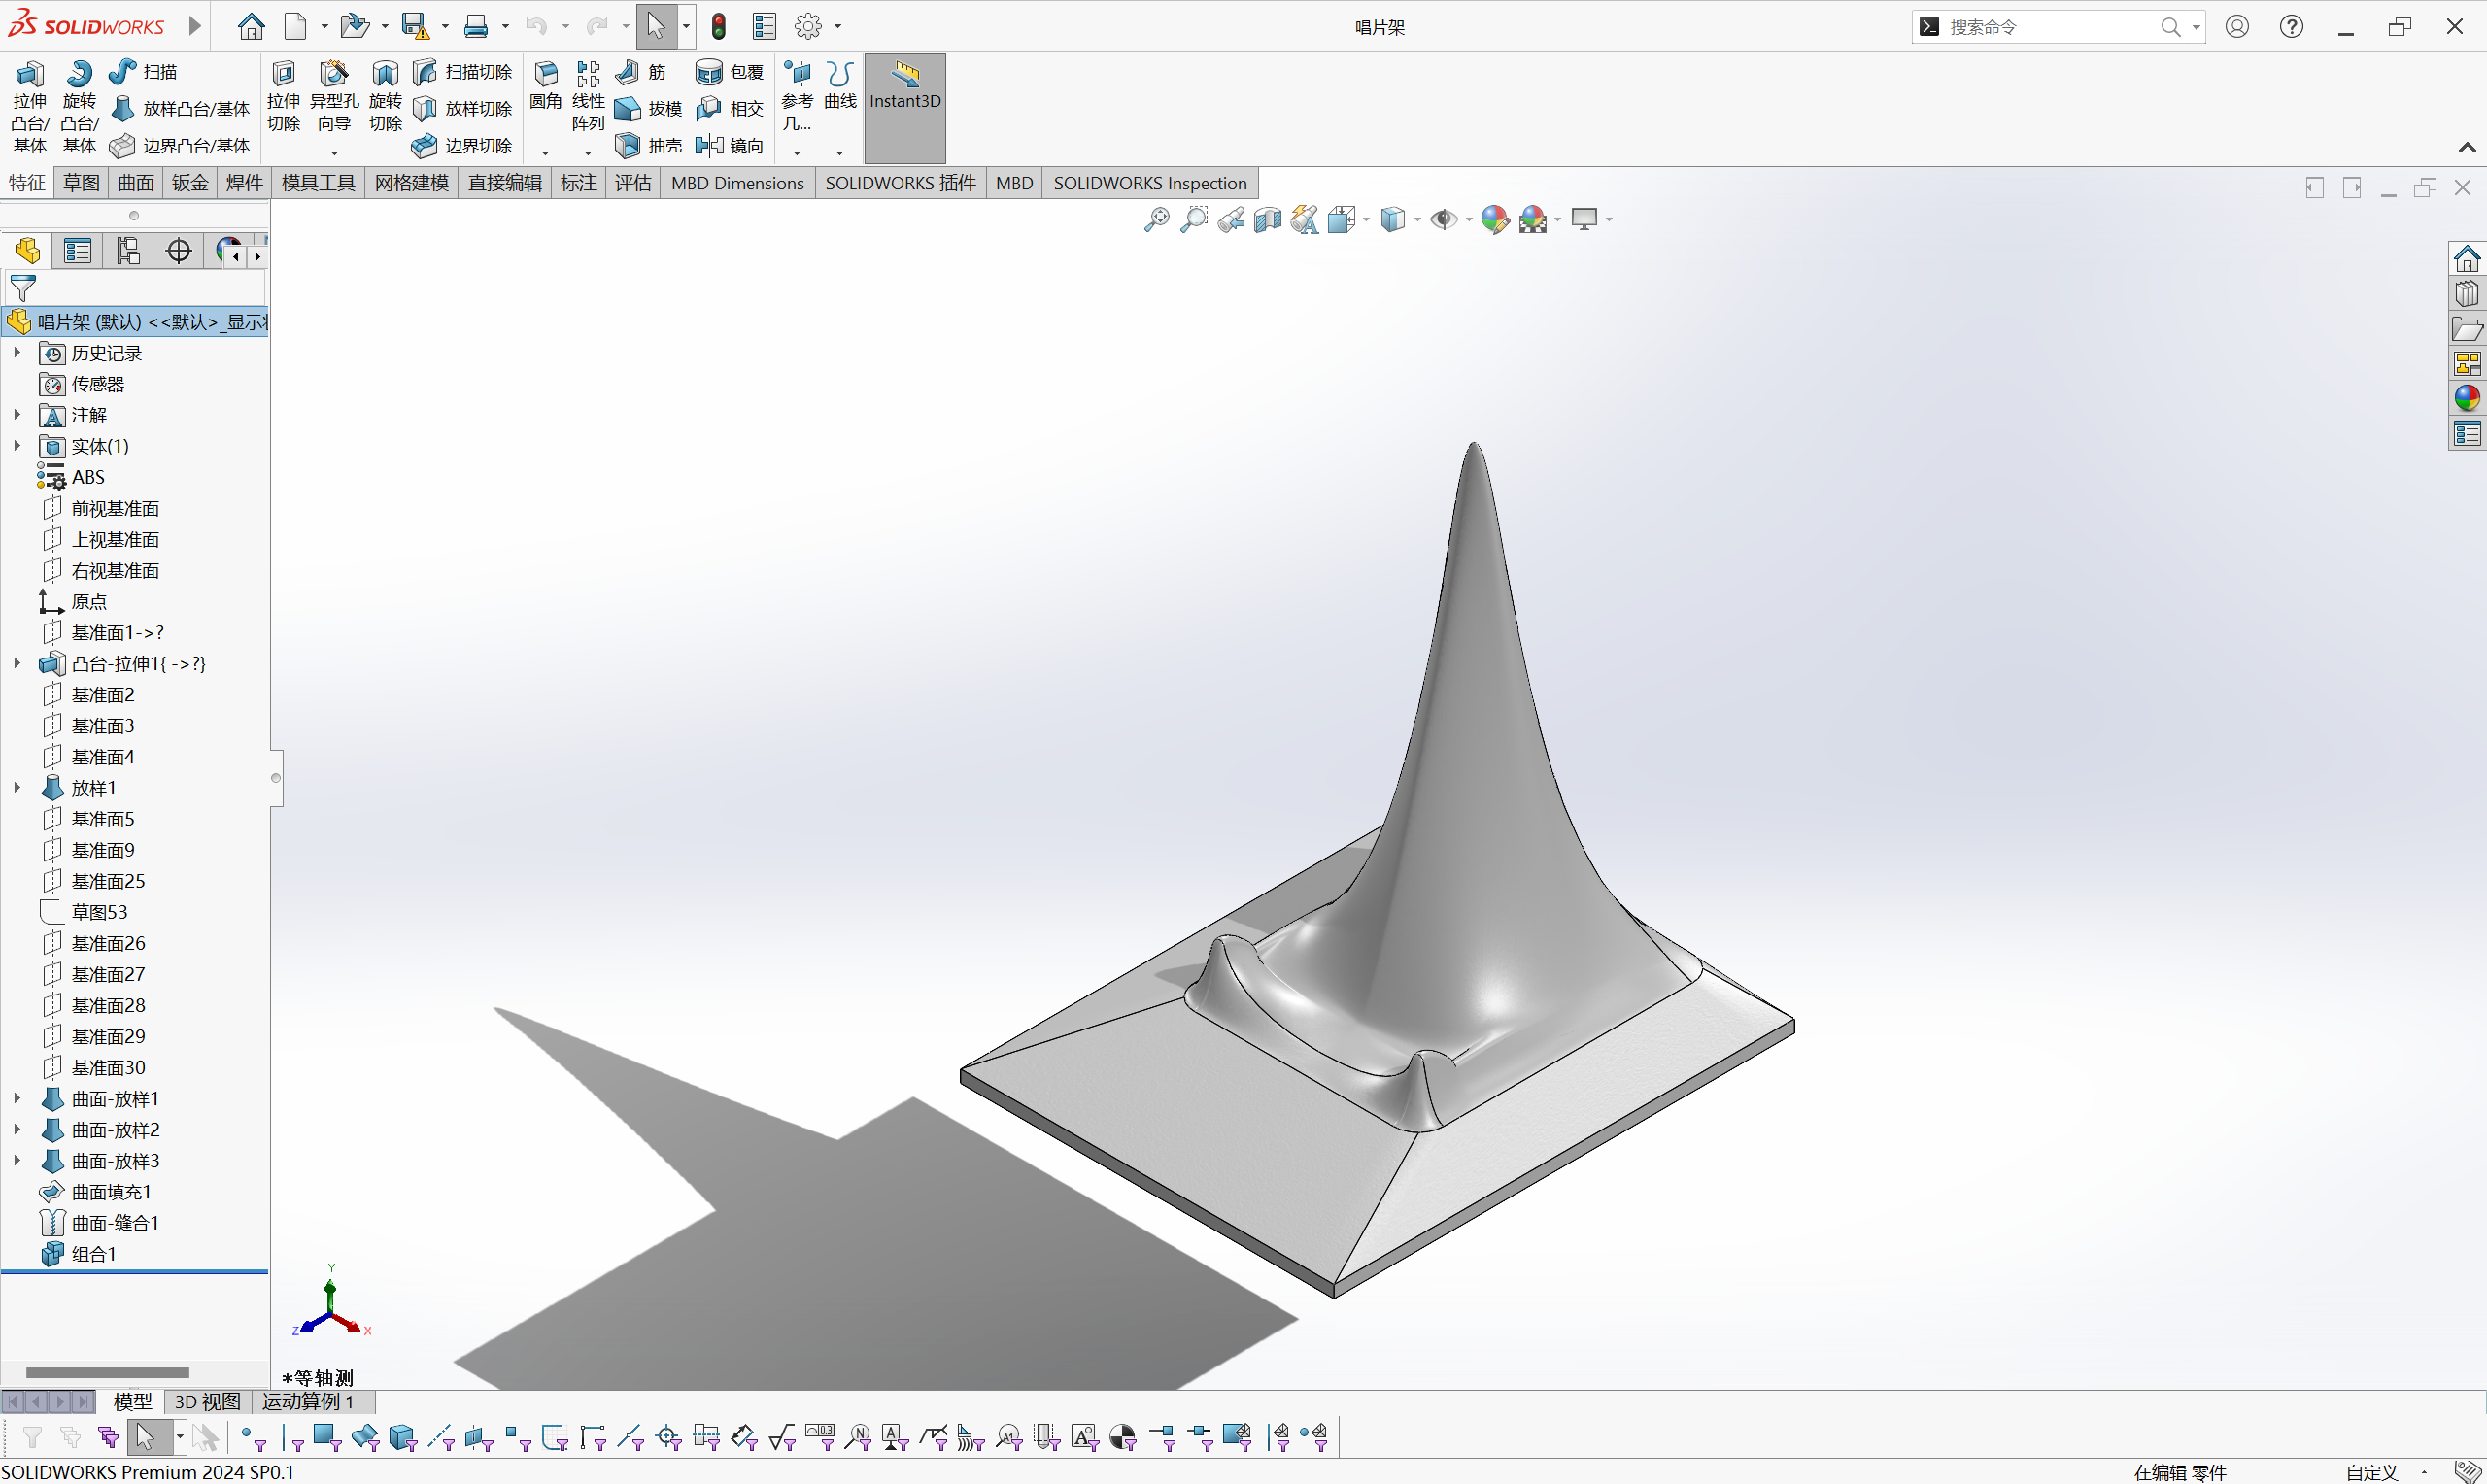 SOLIDWORKS
唱片架
搜索命令
拉伸凸台/基体
旋转凸台/基体
扫描
放样凸台/基体
边界凸台/基体
拉伸切除
异型孔向导
旋转切除
扫描切除
放样切除
边界切除
圆角
线性阵列
筋
拔模
抽壳
包覆
相交
镜向
参考几...
曲线
Instant3D
特征 草图 曲面 钣金 焊件 模具工具 网格建模 直接编辑 标注 评估 MBD Dimensions SOLIDWORKS 插件 MBD SOLIDWORKS Inspection
唱片架 (默认) <<默认>_显示
历史记录
传感器
注解
实体(1)
ABS
前视基准面
上视基准面
右视基准面
原点
基准面1->?
凸台-拉伸1{ ->?}
基准面2
基准面3
基准面4
放样1
基准面5
基准面9
基准面25
草图53
基准面26
基准面27
基准面28
基准面29
基准面30
曲面-放样1
曲面-放样2
曲面-放样3
曲面填充1
曲面-缝合1
组合1
Y
Z
X
*等轴测
模型 3D 视图 运动算例 1
SOLIDWORKS Premium 2024 SP0.1
在编辑 零件
自定义